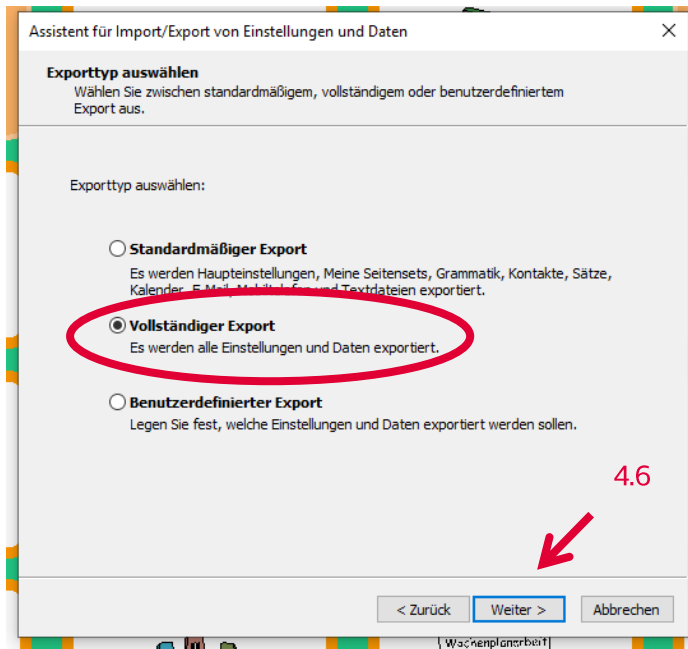 Assistent für Import/Export von Einstellungen und Daten
Exporttyp auswählen
Wählen Sie zwischen standardmäßigem, vollständigem oder benutzerdefiniertem
Export aus.
Exporttyp auswählen:
Standardmäßiger Export
Es werden Haupteinstellungen, Meine Seitensets, Grammatik, Kontakte, Sätze,
Kalender, E-Mail, Mobiltelefon und Textdateien exportiert.
Vollständiger Export
Es werden alle Einstellungen und Daten exportiert.
Benutzerdefinierter Export
Legen Sie fest, welche Einstellungen und Daten exportiert werden sollen.
4.6
< Zurück Weiter > Abbrechen
Wochenplanarbeit